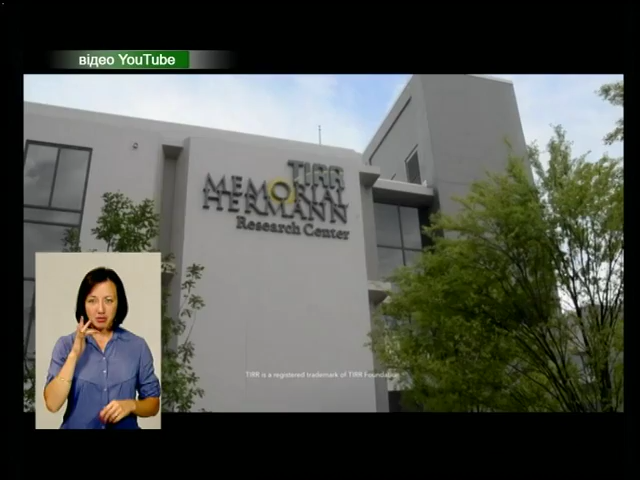 відео YouTube
TIRR
MEMORIAL
HERMANN
Research Center
TIRR is a registered trademark of TIRR Foundation